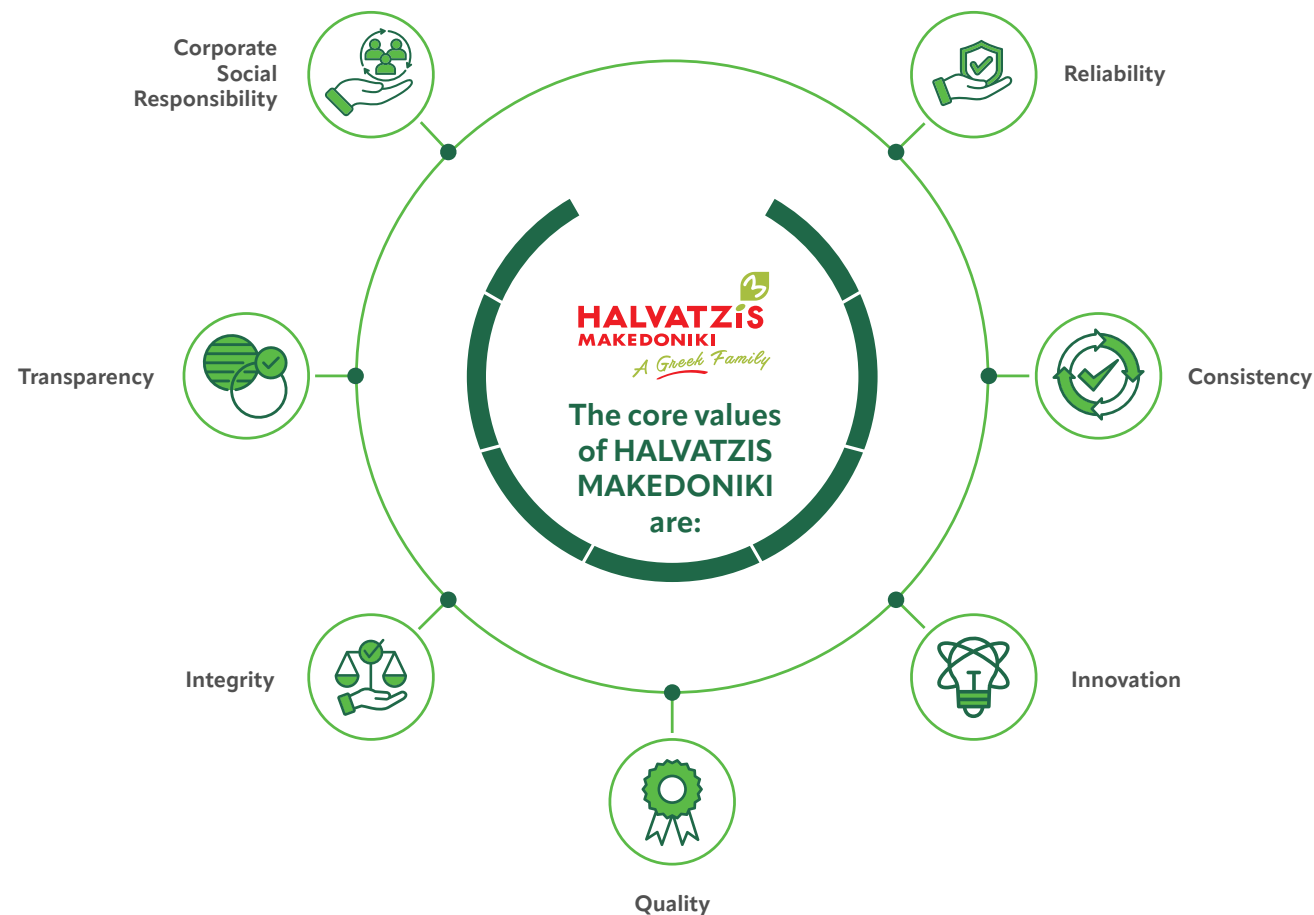 Corporate
Social
Responsibility
Reliability
HALVATZiS
MAKEDONIKI
A Greek Family
Transparency
Consistency
The core values
of HALVATZIS
MAKEDONIKI
are:
Integrity
Innovation
Quality